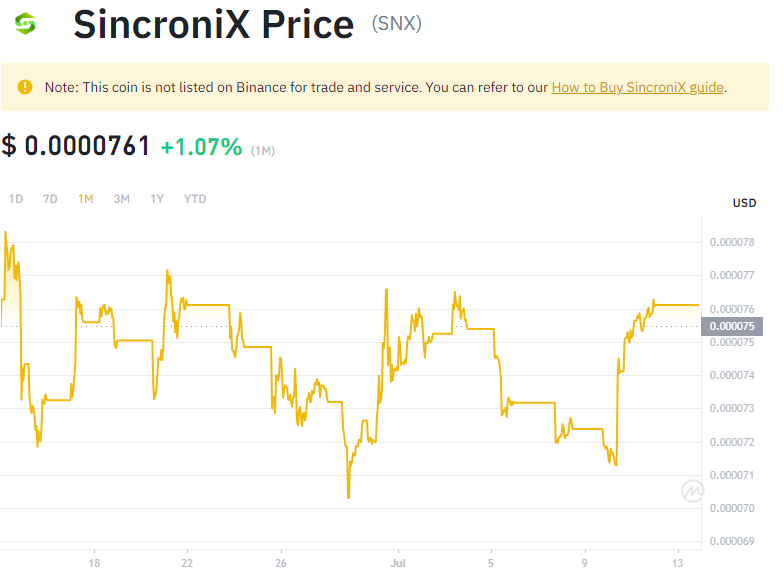 SincroniX Price (SNX)
Note: This coin is not listed on Binance for trade and service. You can refer to our How to Buy SincroniX guide.
$ 0.0000761 +1.07% (1M)
1D 7D 1M 3M 1Y YTD
USD
0.000078
0.000077
0.000076
0.000075
0.000075
0.000074
0.000073
0.000072
0.000071
0.000070
0.000069
18 22 26 Jul 5 9 13